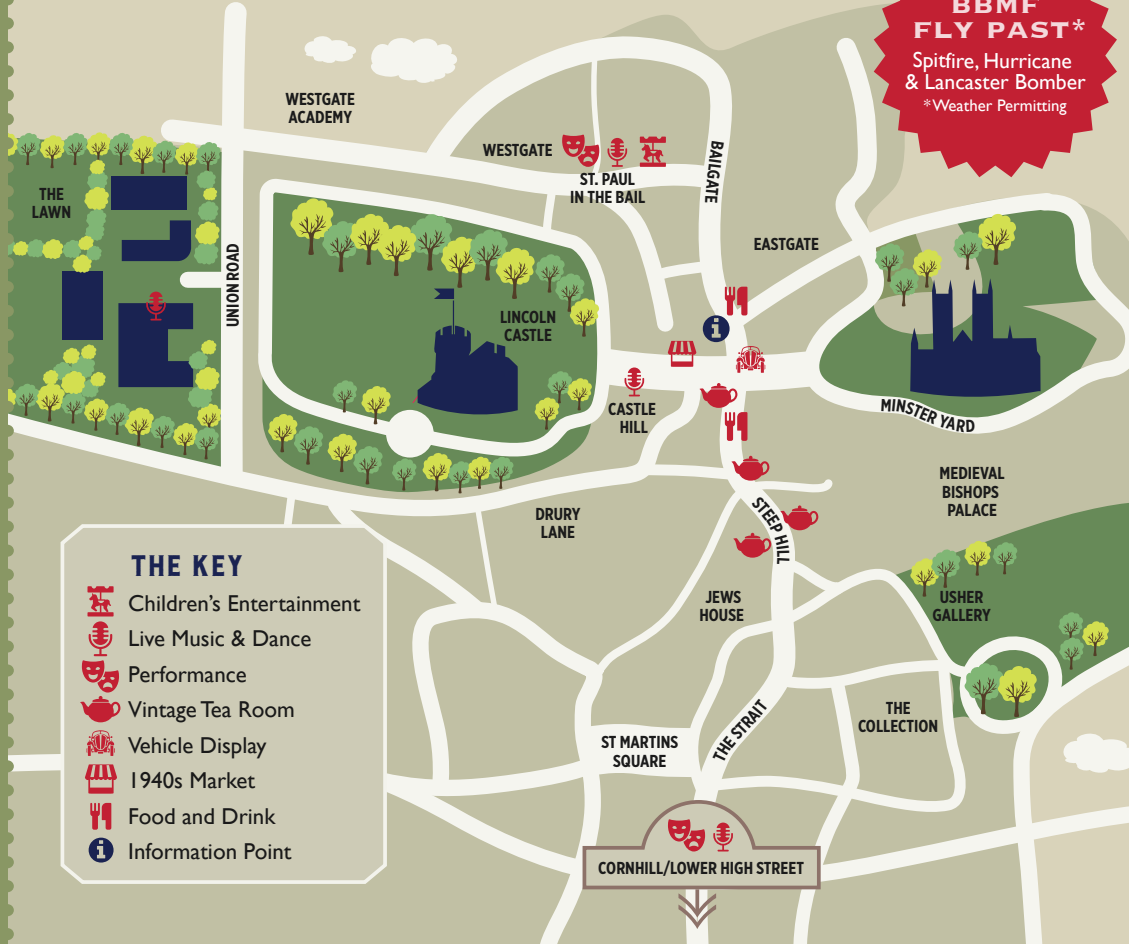 BBMF
FLY PAST*
Spitfire, Hurricane
& Lancaster Bomber
*Weather Permitting
WESTGATE
ACADEMY
WESTGATE
ST. PAUL
IN THE BAIL
BAILGATE
EASTGATE
THE
LAWN
UNION ROAD
LINCOLN
CASTLE
CASTLE
HILL
MINSTER YARD
MEDIEVAL
BISHOPS
PALACE
DRURY
LANE
STEEP HILL
JEWS
HOUSE
USHER
GALLERY
THE
COLLECTION
THE STRAIT
ST MARTINS
SQUARE
THE KEY
Children's Entertainment
Live Music & Dance
Performance
Vintage Tea Room
Vehicle Display
1940s Market
Food and Drink
Information Point
CORNHILL/LOWER HIGH STREET